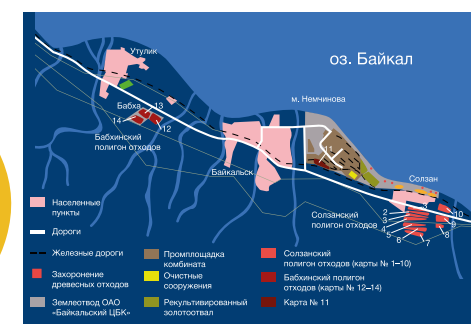 Утулик
оз. Байкал
Бабха
13
14
12
Бабхинский
полигон отходов
м. Немчинова
11
Байкальск
Солзан
Солзанский
полигон отходов
1
2
3
4
5
6
7
8
9
10
Населенные
пункты
Дороги
Железные дороги
Захоронение
древесных отходов
Землеотвод ОАО
«Байкальский ЦБК»
Промплощадка
комбината
Очистные
сооружения
Рекультивированный
золоотвал
Солзанский
полигон отходов (карты № 1–10)
Бабхинский полигон
отходов (карты № 12–14)
Карта № 11